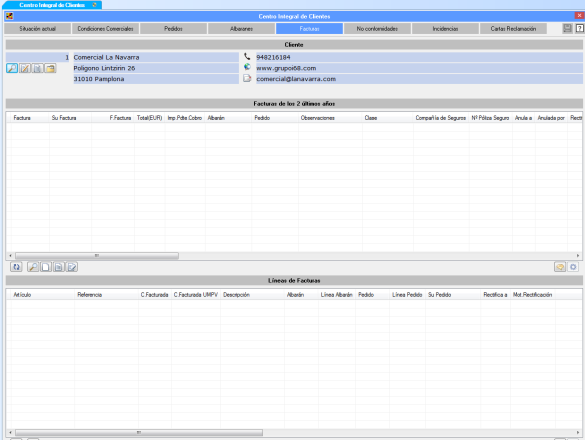 Centro Integral de Clientes
Centro Integral de Clientes
Situación actual Condiciones Comerciales Pedidos Albaranes Facturas No conformidades Incidencias Cartas Reclamación
Cliente
1 Comercial La Navarra 948216184
Poligono Lintzirin 26 www.grupoi68.com
31010 Pamplona comercial@lanavarra.com
Facturas de los 2 últimos años
Factura Su Factura F.Factura Total(EUR) Imp.Pdte.Cobro Albarán Pedido Observaciones Clase Compañí­la de Seguros Nº Póliza Seguro Anula a Anulada por Recti
Líneas de Facturas
Artículo Referencia C.Facturada C.Facturada UMPV Descripción Albarán Línea Albarán Pedido Línea Pedido Su Pedido Rectifica a Mot.Rectificación